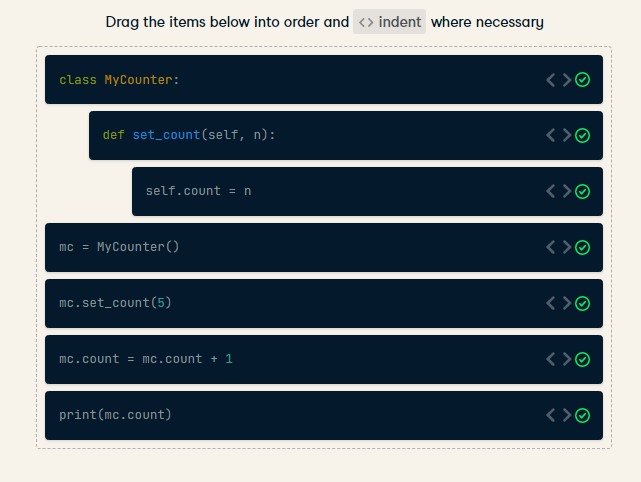 Drag the items below into order and <> indent where necessary
class MyCounter:
def set_count(self, n):
self.count = n
mc = MyCounter()
mc.set_count(5)
mc.count = mc.count + 1
print(mc.count)